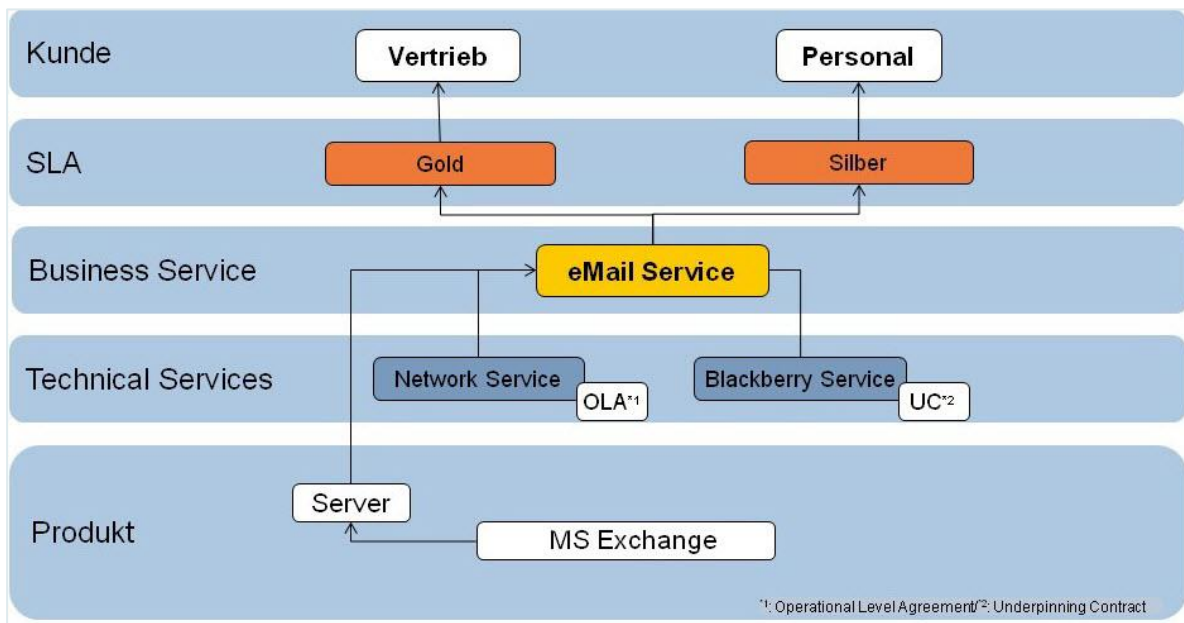 Kunde
Vertrieb
Personal
SLA
Gold
Silber
Business Service
eMail Service
Technical Services
Network Service
OLA*1
Blackberry Service
UC*2
Produkt
Server
MS Exchange
*1: Operational Level Agreement/*2: Underpinning Contract